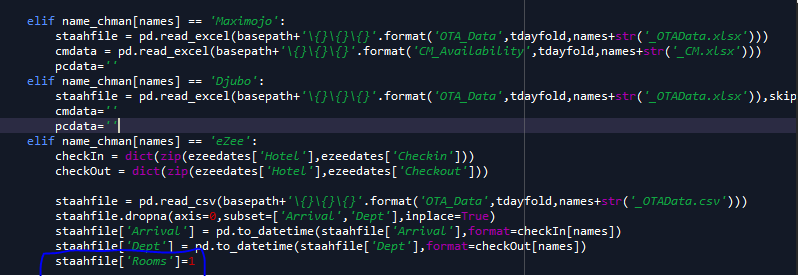 elif name_chman[names] == 'Maximojo':
staahfile = pd.read_excel(basepath+'\{}\{}\{}'.format('OTA_Data',tdayfold,names+str('_OTAData.xlsx')))
cmdata = pd.read_excel(basepath+'\{}\{}\{}'.format('CM_Availability',tdayfold,names+str('_CM.xlsx')))
pcdata=''
elif name_chman[names] == 'Djubo':
staahfile = pd.read_excel(basepath+'\{}\{}\{}'.format('OTA_Data',tdayfold,names+str('_OTAData.xlsx')),skip
cmdata=''
pcdata=''
elif name_chman[names] == 'eZee':
checkIn = dict(zip(ezeedates['Hotel'],ezeedates['Checkin']))
checkOut = dict(zip(ezeedates['Hotel'],ezeedates['Checkout']))
staahfile = pd.read_csv(basepath+'\{}\{}\{}'.format('OTA_Data',tdayfold,names+str('_OTAData.csv')))
staahfile.dropna(axis=0,subset=['Arrival','Dept'],inplace=True)
staahfile['Arrival'] = pd.to_datetime(staahfile['Arrival'],format=checkIn[names])
staahfile['Dept'] = pd.to_datetime(staahfile['Dept'],format=checkOut[names])
staahfile['Rooms']=1